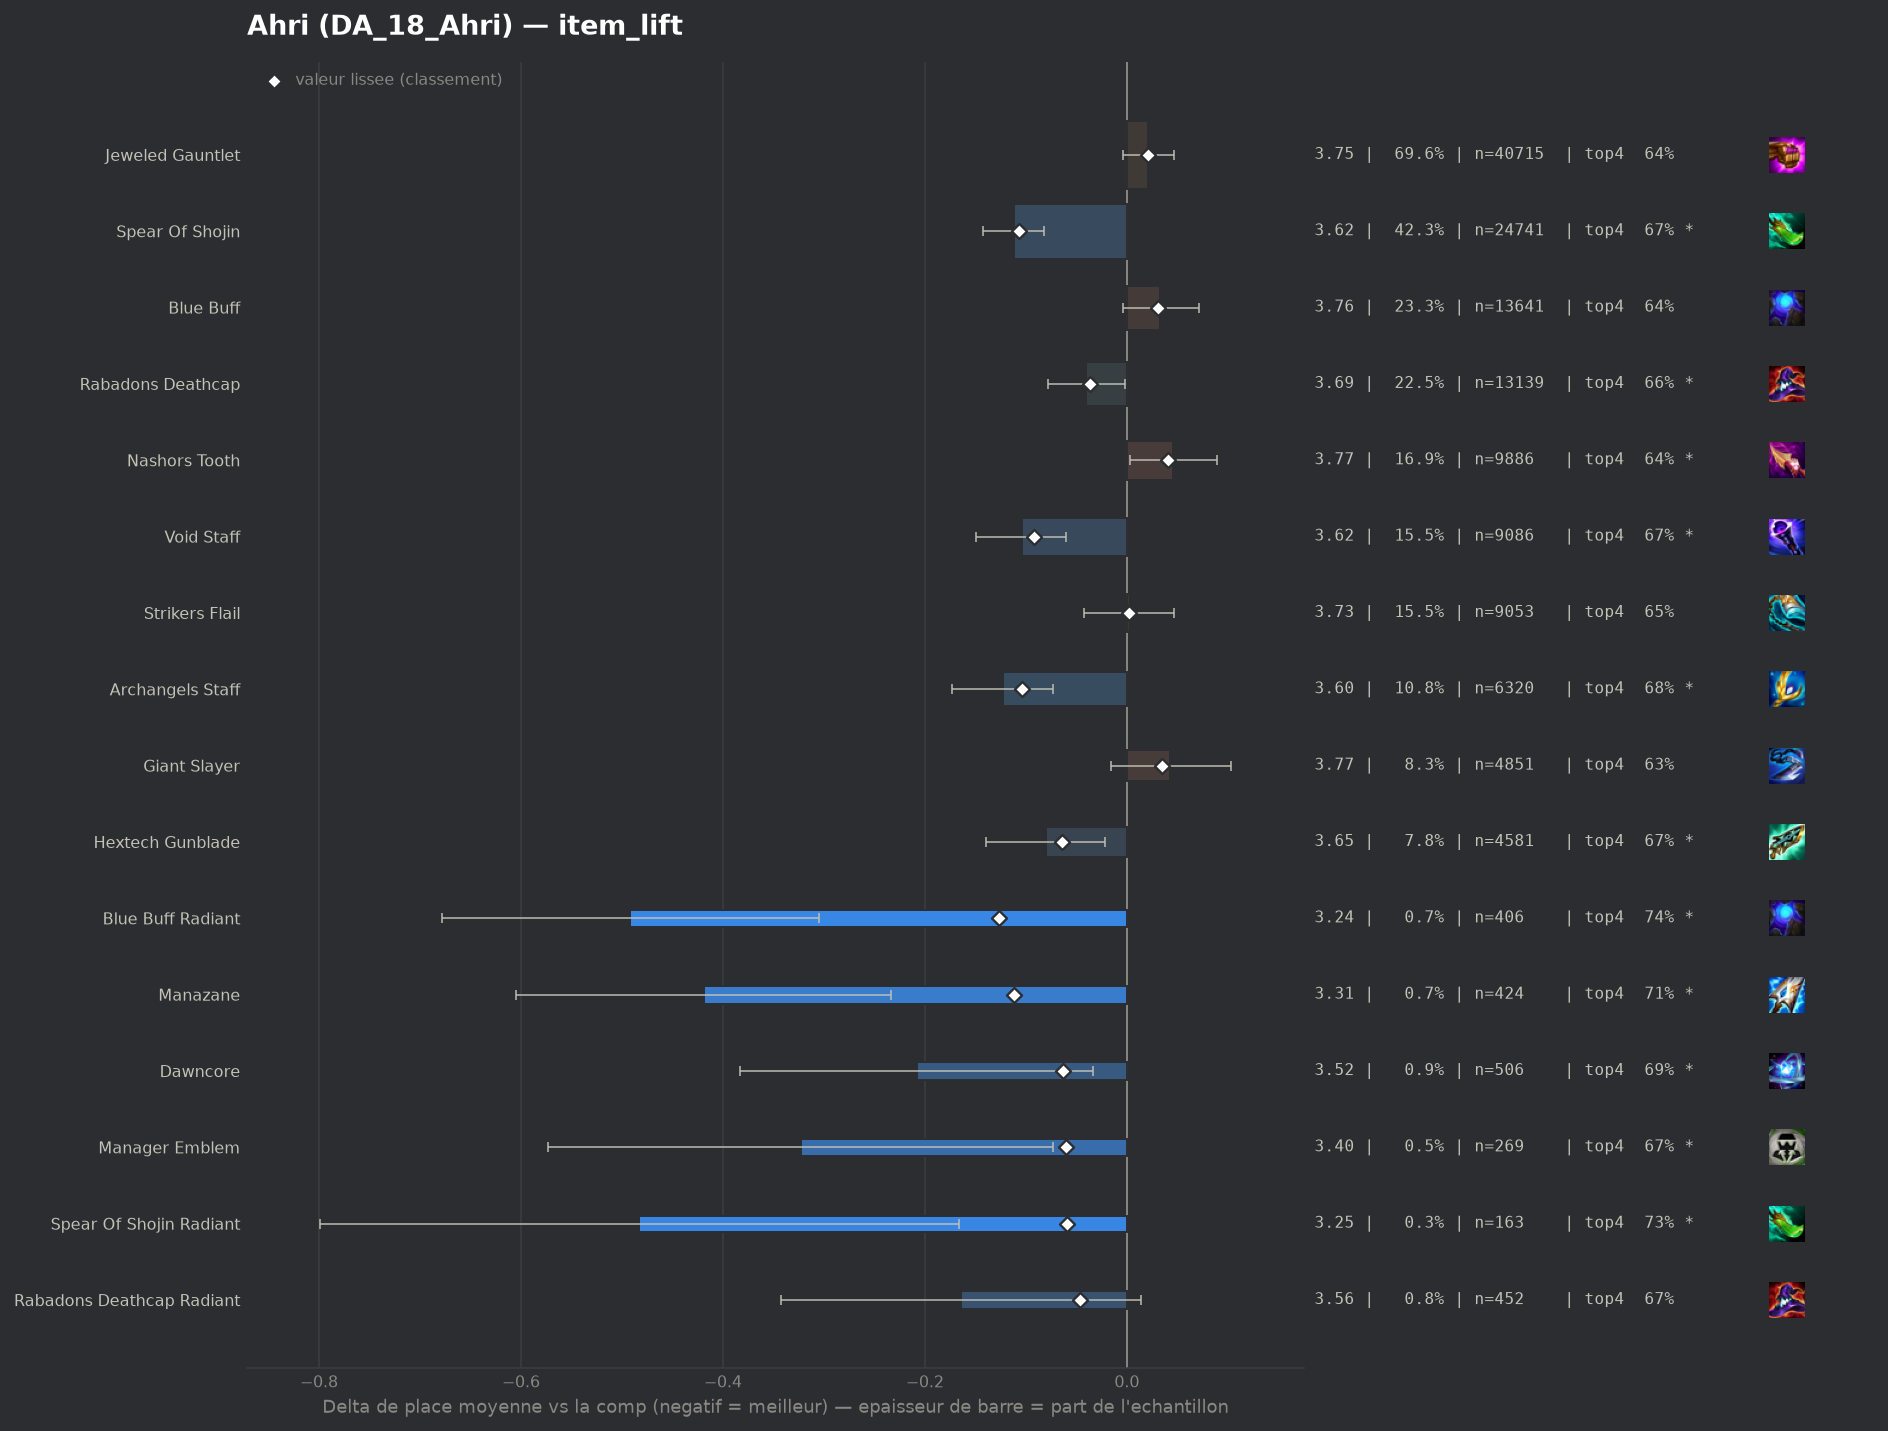 Ahri (DA_18_Ahri) — item_lift
valeur lissee (classement)
Jeweled Gauntlet 3.75 | 69.6% | n=40715 | top4 64%
Spear Of Shojin 3.62 | 42.3% | n=24741 | top4 67% *
Blue Buff 3.76 | 23.3% | n=13641 | top4 64%
Rabadons Deathcap 3.69 | 22.5% | n=13139 | top4 66% *
Nashors Tooth 3.77 | 16.9% | n=9886 | top4 64% *
Void Staff 3.62 | 15.5% | n=9086 | top4 67% *
Strikers Flail 3.73 | 15.5% | n=9053 | top4 65%
Archangels Staff 3.60 | 10.8% | n=6320 | top4 68% *
Giant Slayer 3.77 | 8.3% | n=4851 | top4 63%
Hextech Gunblade 3.65 | 7.8% | n=4581 | top4 67% *
Blue Buff Radiant 3.24 | 0.7% | n=406 | top4 74% *
Manazane 3.31 | 0.7% | n=424 | top4 71% *
Dawncore 3.52 | 0.9% | n=506 | top4 69% *
Manager Emblem 3.40 | 0.5% | n=269 | top4 67% *
Spear Of Shojin Radiant 3.25 | 0.3% | n=163 | top4 73% *
Rabadons Deathcap Radiant 3.56 | 0.8% | n=452 | top4 67%
−0.8 −0.6 −0.4 −0.2 0.0
Delta de place moyenne vs la comp (negatif = meilleur) — epaisseur de barre = part de l'echantillon